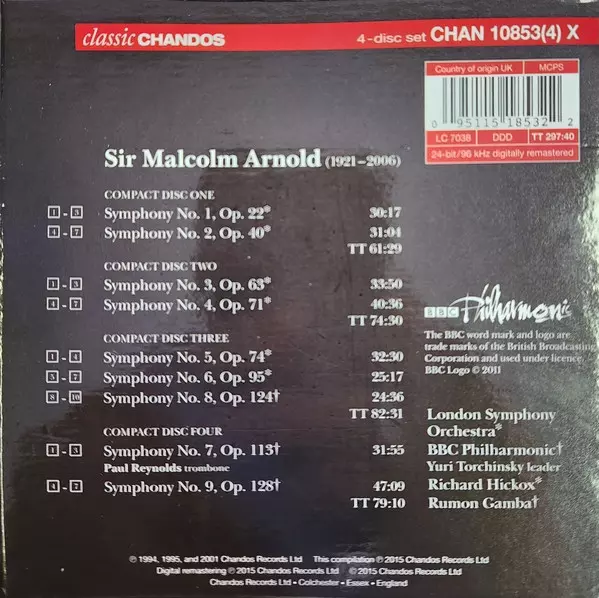 classic CHANDOS
4-disc set CHAN 10853(4) X
Country of origin UK MCPS
0 95115 18532 2
LC 7038 DDD TT 297:40
24-bit/96 kHz digitally remastered
Sir Malcolm Arnold (1921–2006)
COMPACT DISC ONE
1 - 3 Symphony No. 1, Op. 22* 30:17
4 - 7 Symphony No. 2, Op. 40* 31:04
TT 61:29
COMPACT DISC TWO
1 - 3 Symphony No. 3, Op. 63* 33:50
4 - 7 Symphony No. 4, Op. 71* 40:36
TT 74:30
COMPACT DISC THREE
1 - 4 Symphony No. 5, Op. 74* 32:30
5 - 7 Symphony No. 6, Op. 95* 25:17
8 - 10 Symphony No. 8, Op. 124† 24:36
TT 82:31
COMPACT DISC FOUR
1 - 3 Symphony No. 7, Op. 113† 31:55
Paul Reynolds trombone
4 - 7 Symphony No. 9, Op. 128† 47:09
TT 79:10
BBC Philharmonic
The BBC word mark and logo are
trade marks of the British Broadcasting
Corporation and used under licence
BBC Logo © 2011
London Symphony
Orchestra*
BBC Philharmonic†
Yuri Torchinsky leader
Richard Hickox*
Rumon Gamba†
℗ 1994, 1995, and 2001 Chandos Records Ltd This compilation ℗ 2015 Chandos Records Ltd
Digital remastering ℗ 2015 Chandos Records Ltd © 2015 Chandos Records Ltd
Chandos Records Ltd • Colchester • Essex • England